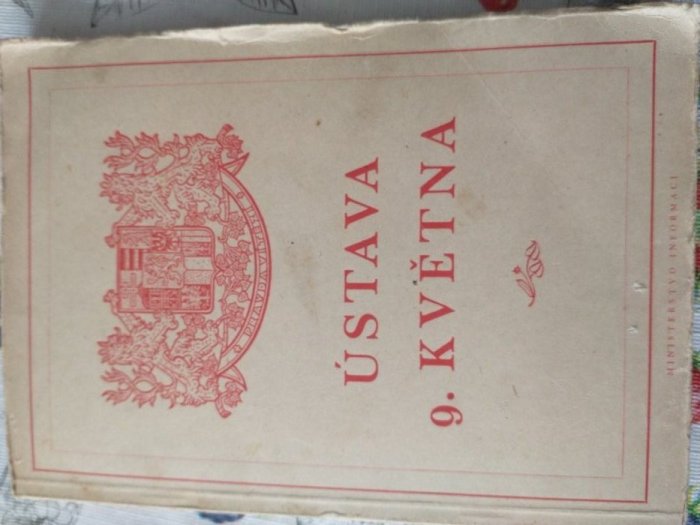 PRAVDA VÍTĚZÍ
ÚSTAVA
9. KVĚTNA
MINISTERSTVO INFORMACÍ